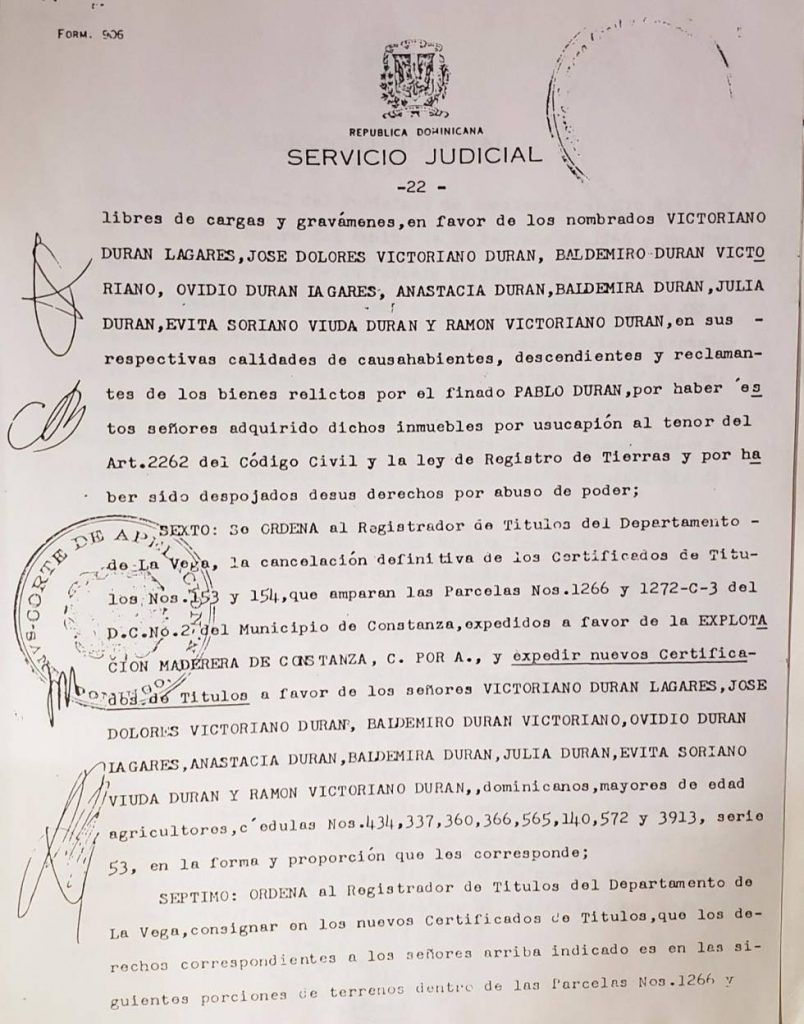 FORM. 906
REPUBLICA DOMINICANA
SERVICIO JUDICIAL
-22 -
libres de cargas y gravámenes,en favor de los nombrados VICTORIANO
DURAN LAGARES,JOSE DOLORES VICTORIANO DURAN, BALDEMIRO DURAN VICTO
RIANO, OVIDIO DURAN LAGARES, ANASTACIA DURAN,BALDEMIRA DURAN,JULIA
DURAN,EVITA SORIANO VIUDA DURAN Y RAMON VICTORIANO DURAN,en sus -
respectivas calidades de causahabientes, descendientes y reclaman-
tes de los bienes relictos por el finado PABLO DURAN,por haber ´es
tos señores adquirido dichos inmuebles por usucapión al tenor del
Art.2262 del Código Civil y la ley de Registro de Tierras y por ha
ber sido despojados desus derechos por abuso de poder;
SEXTO: Se ORDENA al Registrador de Titulos del Departamento -
de La Vega, la cancelación definitiva de los Certificados de Titu-
los Nos.153 y 154,que amparan las Parcelas Nos.1266 y 1272-C-3 del
D.C.No.2 del Municipio de Constanza,expedidos a favor de la EXPLOTA
CION MADERERA DE CONSTANZA, C. POR A., y expedir nuevos Certifica-
dos de Titulos a favor de los señores VICTORIANO DURAN LAGARES,JOSE
DOLORES VICTORIANO DURAN, BALDEMIRO DURAN VICTORIANO,OVIDIO DURAN
LAGARES,ANASTACIA DURAN,BALDEMIRA DURAN,JULIA DURAN,EVITA SORIANO
VIUDA DURAN Y RAMON VICTORIANO DURAN,,dominicanos,mayores de edad
agricultores,c´edulas Nos.434,337,360,366,565,140,572 y 3913, serie
53, en la forma y proporción que les corresponde;
SEPTIMO: ORDENA al Registrador de Titulos del Departamento de
La Vega,consignar en los nuevos Certificados de Titulos,que los de-
rechos correspondientes a los señores arriba indicado es en las si-
guientes porciones de terrenos dentro de las Parcelas Nos.1266 y
CORTE DE APELACION